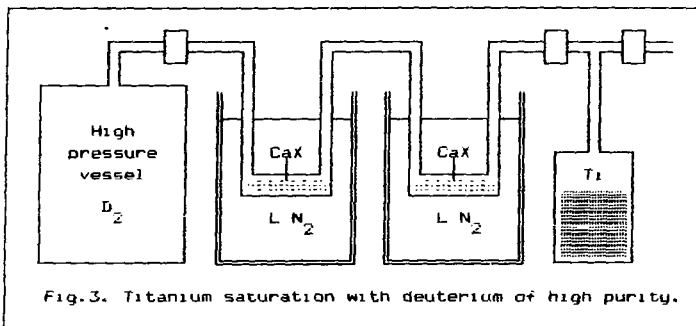 High
pressure
vessel
D2
CaX
L N2
CaX
L N2
Ti
Fig.3. Titanium saturation with deuterium of high purity.